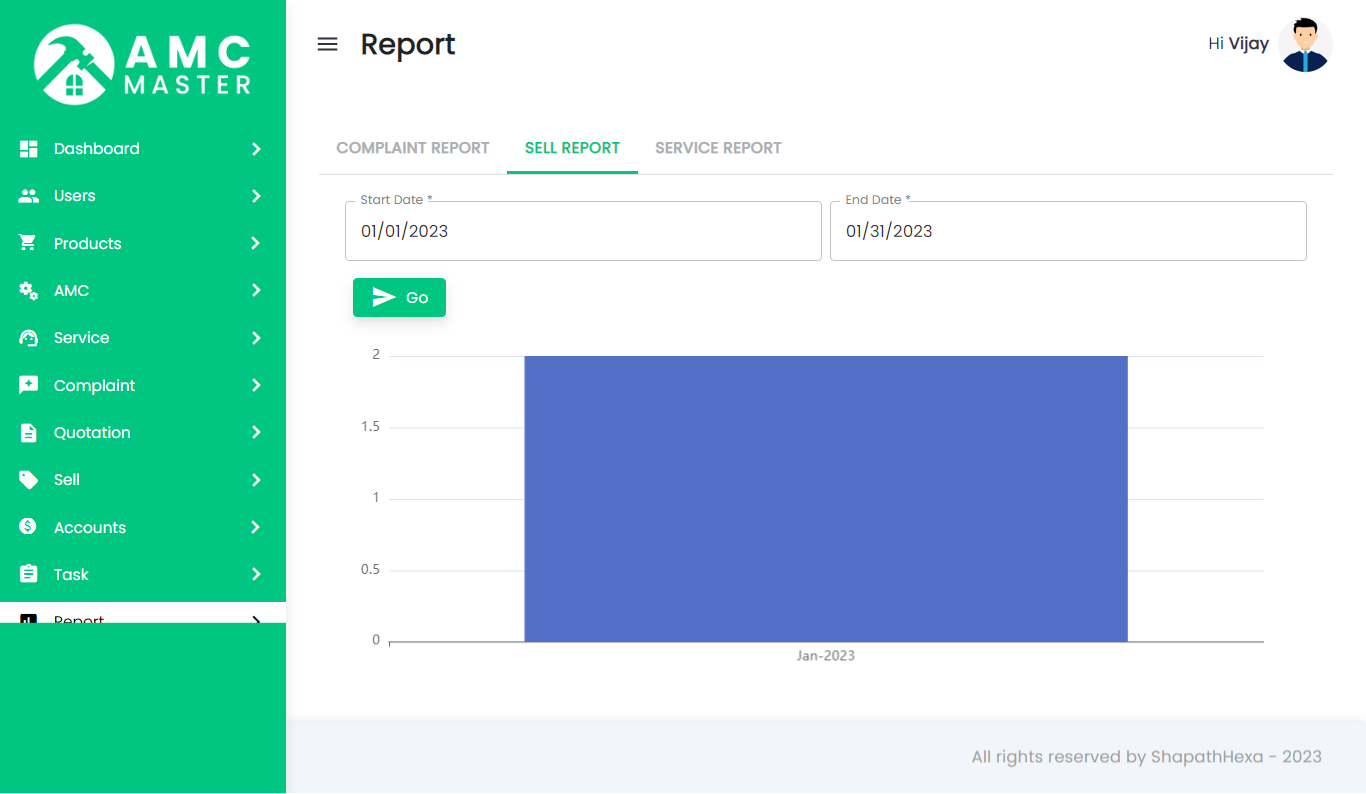 AMC
MASTER
Dashboard
Users
Products
AMC
Service
Complaint
Quotation
Sell
Accounts
Task
Report
Report
Hi Vijay
COMPLAINT REPORT
SELL REPORT
SERVICE REPORT
Start Date *
01/01/2023
End Date *
01/31/2023
Go
2
1.5
1
0.5
0
Jan-2023
All rights reserved by ShapathHexa - 2023